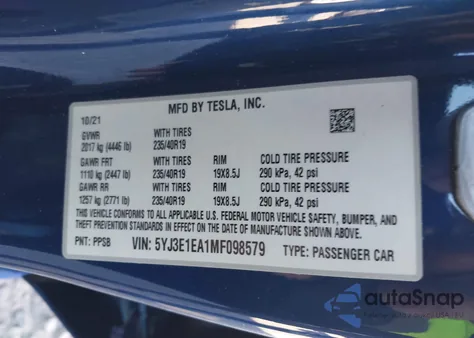 MFD BY TESLA, INC.
10/21
GVWR WITH TIRES
2017 kg (4446 lb) 235/40R19
GAWR FRT WITH TIRES RIM COLD TIRE PRESSURE
1110 kg (2447 lb) 235/40R19 19X8.5J 290 kPa, 42 psi
GAWR RR WITH TIRES RIM COLD TIRE PRESSURE
1257 kg (2771 lb) 235/40R19 19X8.5J 290 kPa, 42 psi
THIS VEHICLE CONFORMS TO ALL APPLICABLE U.S. FEDERAL MOTOR VEHICLE SAFETY, BUMPER, AND
THEFT PREVENTION STANDARDS IN EFFECT ON THE DATE OF MANUFACTURE SHOWN ABOVE.
PNT: PPSB VIN: 5YJ3E1EA1MF098579 TYPE: PASSENGER CAR
autoSnap